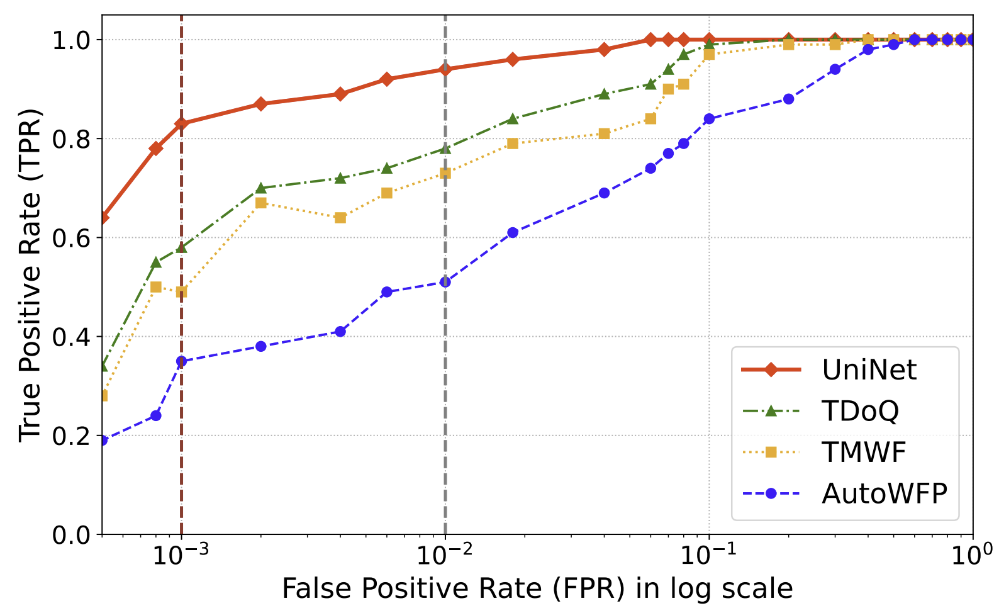 True Positive Rate (TPR)
1.0
0.8
0.6
0.4
0.2
0.0
10⁻³
10⁻²
10⁻¹
10⁰
False Positive Rate (FPR) in log scale
UniNet
TDoQ
TMWF
AutoWFP